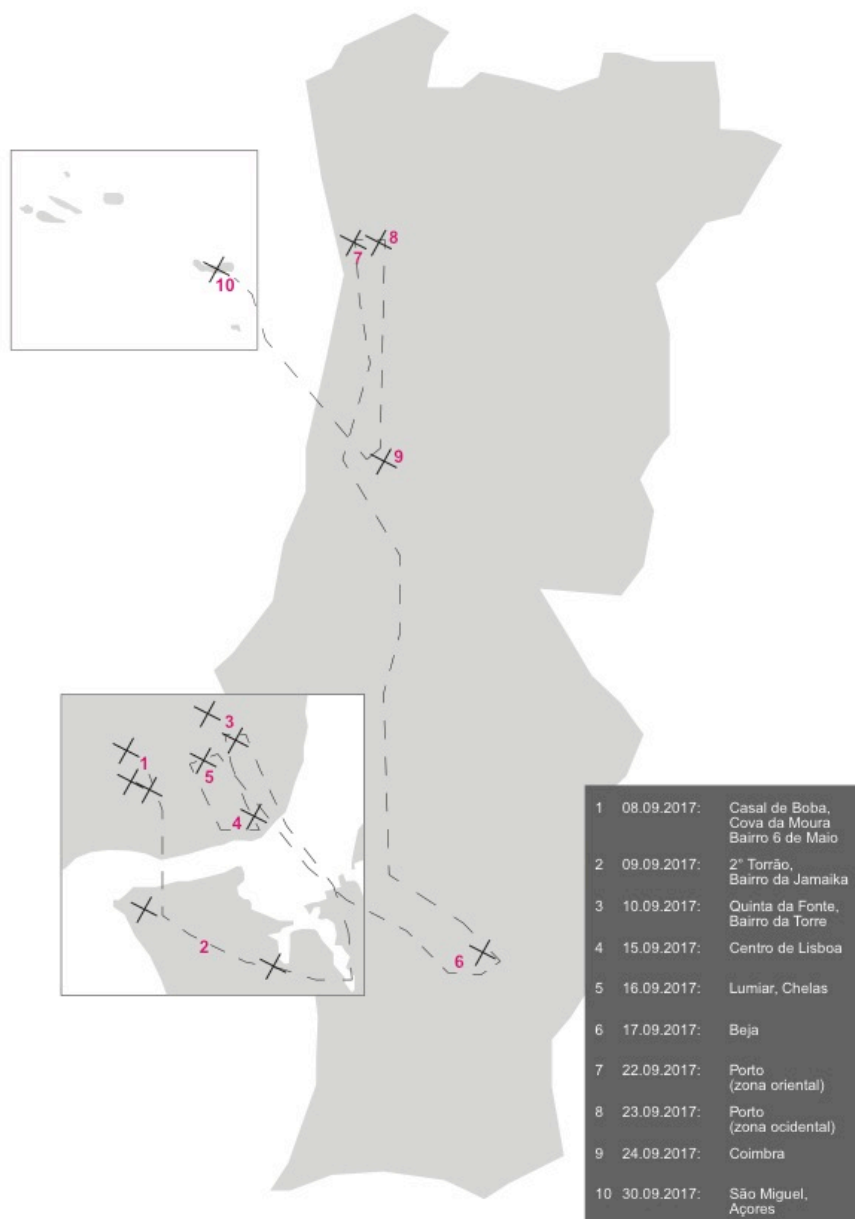 7
8
10
9
3
1
5
4
2
6
1 08.09.2017: Casal de Boba,
Cova da Moura
Bairro 6 de Maio
2 09.09.2017: 2° Torrão,
Bairro da Jamaika
3 10.09.2017: Quinta da Fonte,
Bairro da Torre
4 15.09.2017: Centro de Lisboa
5 16.09.2017: Lumiar, Chelas
6 17.09.2017: Beja
7 22.09.2017: Porto
(zona oriental)
8 23.09.2017: Porto
(zona ocidental)
9 24.09.2017: Coimbra
10 30.09.2017: São Miguel,
Açores